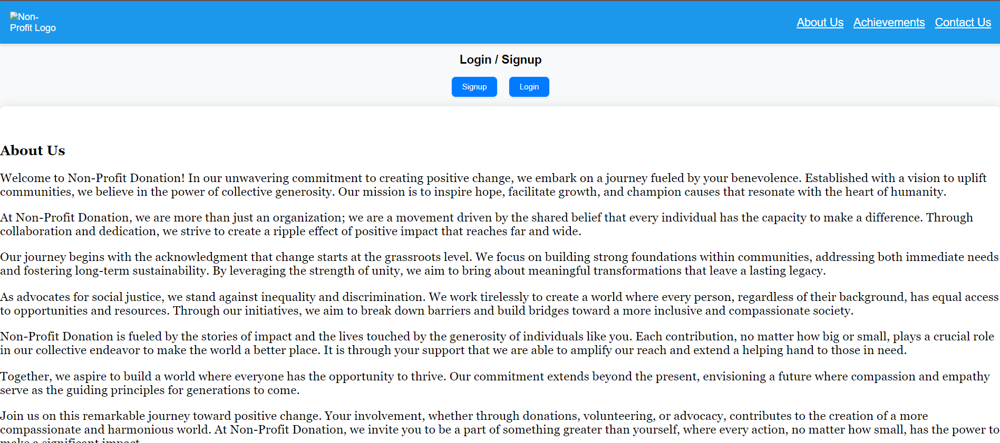 Non-
Profit Logo
About Us Achievements Contact Us
Login / Signup
Signup Login
About Us
Welcome to Non-Profit Donation! In our unwavering commitment to creating positive change, we embark on a journey fueled by your benevolence. Established with a vision to uplift
communities, we believe in the power of collective generosity. Our mission is to inspire hope, facilitate growth, and champion causes that resonate with the heart of humanity.
At Non-Profit Donation, we are more than just an organization; we are a movement driven by the shared belief that every individual has the capacity to make a difference. Through
collaboration and dedication, we strive to create a ripple effect of positive impact that reaches far and wide.
Our journey begins with the acknowledgment that change starts at the grassroots level. We focus on building strong foundations within communities, addressing both immediate needs
and fostering long-term sustainability. By leveraging the strength of unity, we aim to bring about meaningful transformations that leave a lasting legacy.
As advocates for social justice, we stand against inequality and discrimination. We work tirelessly to create a world where every person, regardless of their background, has equal access
to opportunities and resources. Through our initiatives, we aim to break down barriers and build bridges toward a more inclusive and compassionate society.
Non-Profit Donation is fueled by the stories of impact and the lives touched by the generosity of individuals like you. Each contribution, no matter how big or small, plays a crucial role
in our collective endeavor to make the world a better place. It is through your support that we are able to amplify our reach and extend a helping hand to those in need.
Together, we aspire to build a world where everyone has the opportunity to thrive. Our commitment extends beyond the present, envisioning a future where compassion and empathy
serve as the guiding principles for generations to come.
Join us on this remarkable journey toward positive change. Your involvement, whether through donations, volunteering, or advocacy, contributes to the creation of a more
compassionate and harmonious world. At Non-Profit Donation, we invite you to be a part of something greater than yourself, where every action, no matter how small, has the power to
make a significant impact